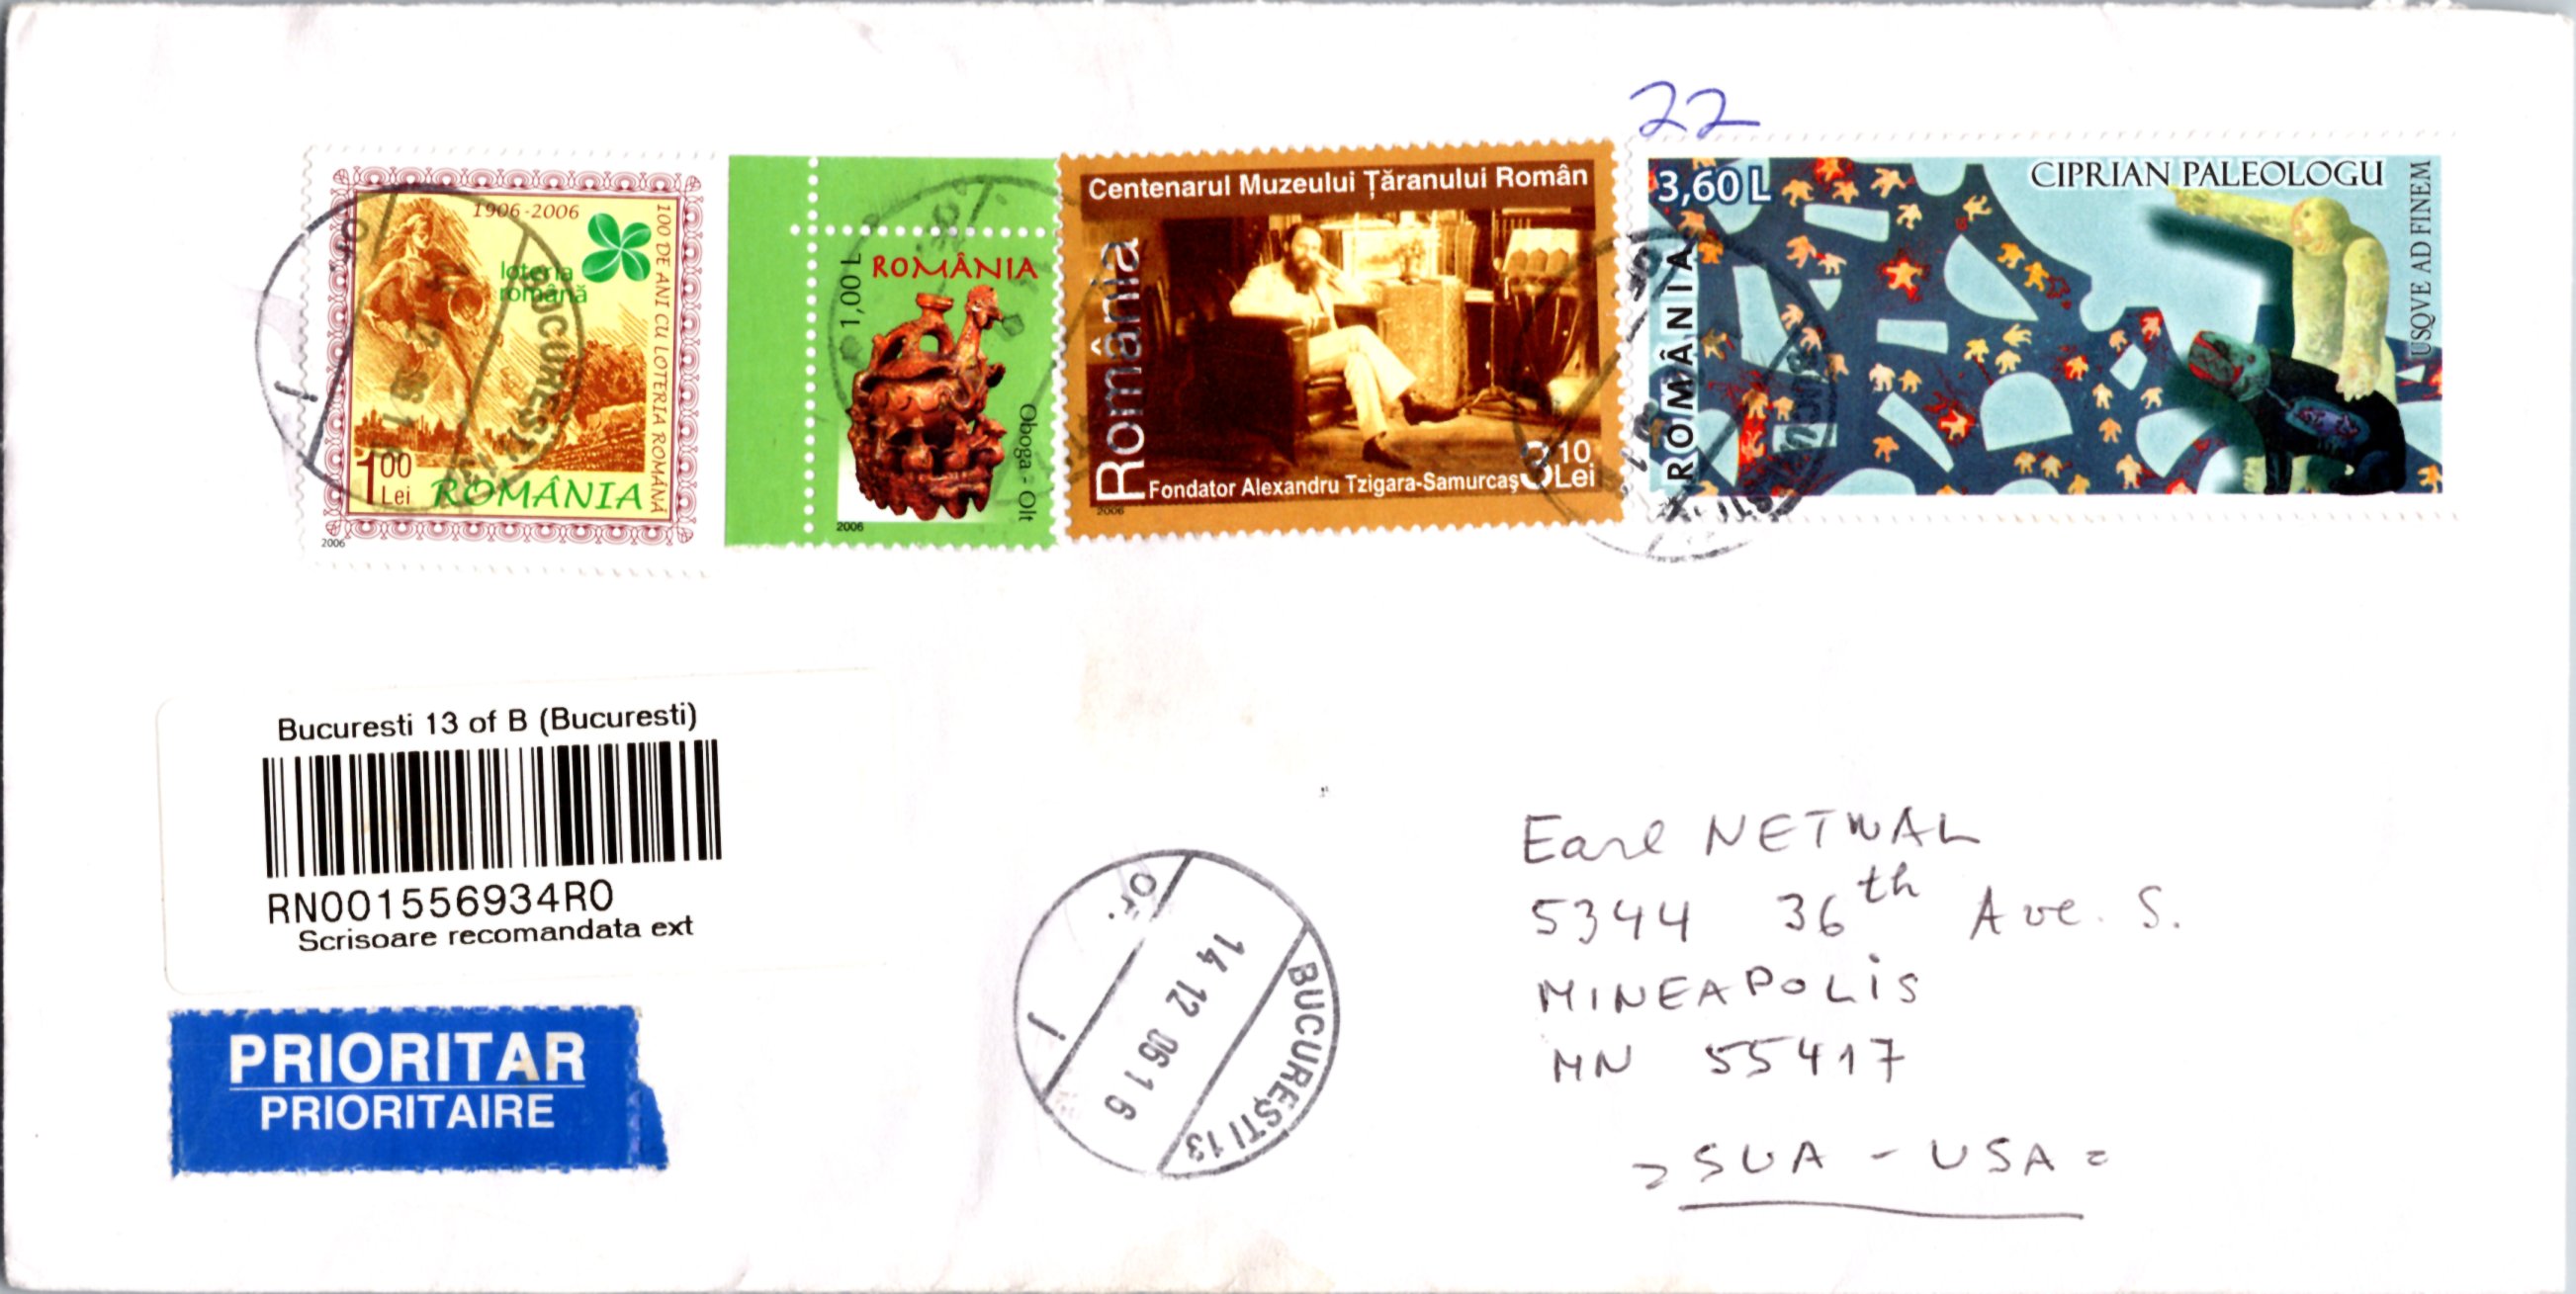 22
1906-2006
loteria
română
100 DE ANI CU LOTERIA ROMÂNĂ
1 00
Lei
ROMÂNIA
2006
1,00 L
ROMÂNIA
Oboga - Olt
2006
Centenarul Muzeului Țăranului Român
România
Fondator Alexandru Tzigara-Samurcaș
3 10
Lei
2006
3,60 L
ROMÂNIA
CIPRIAN PALEOLOGU
USQVE AD FINEM
Bucuresti 13 of B (Bucuresti)
RN001556934RO
Scrisoare recomandata ext
PRIORITAR
PRIORITAIRE
Of.
14 12 06 16
BUCUREȘTI 13
Earl NETWAL
5344 36th Ave. S.
MINEAPOLIS
MN 55417
= SUA - USA =